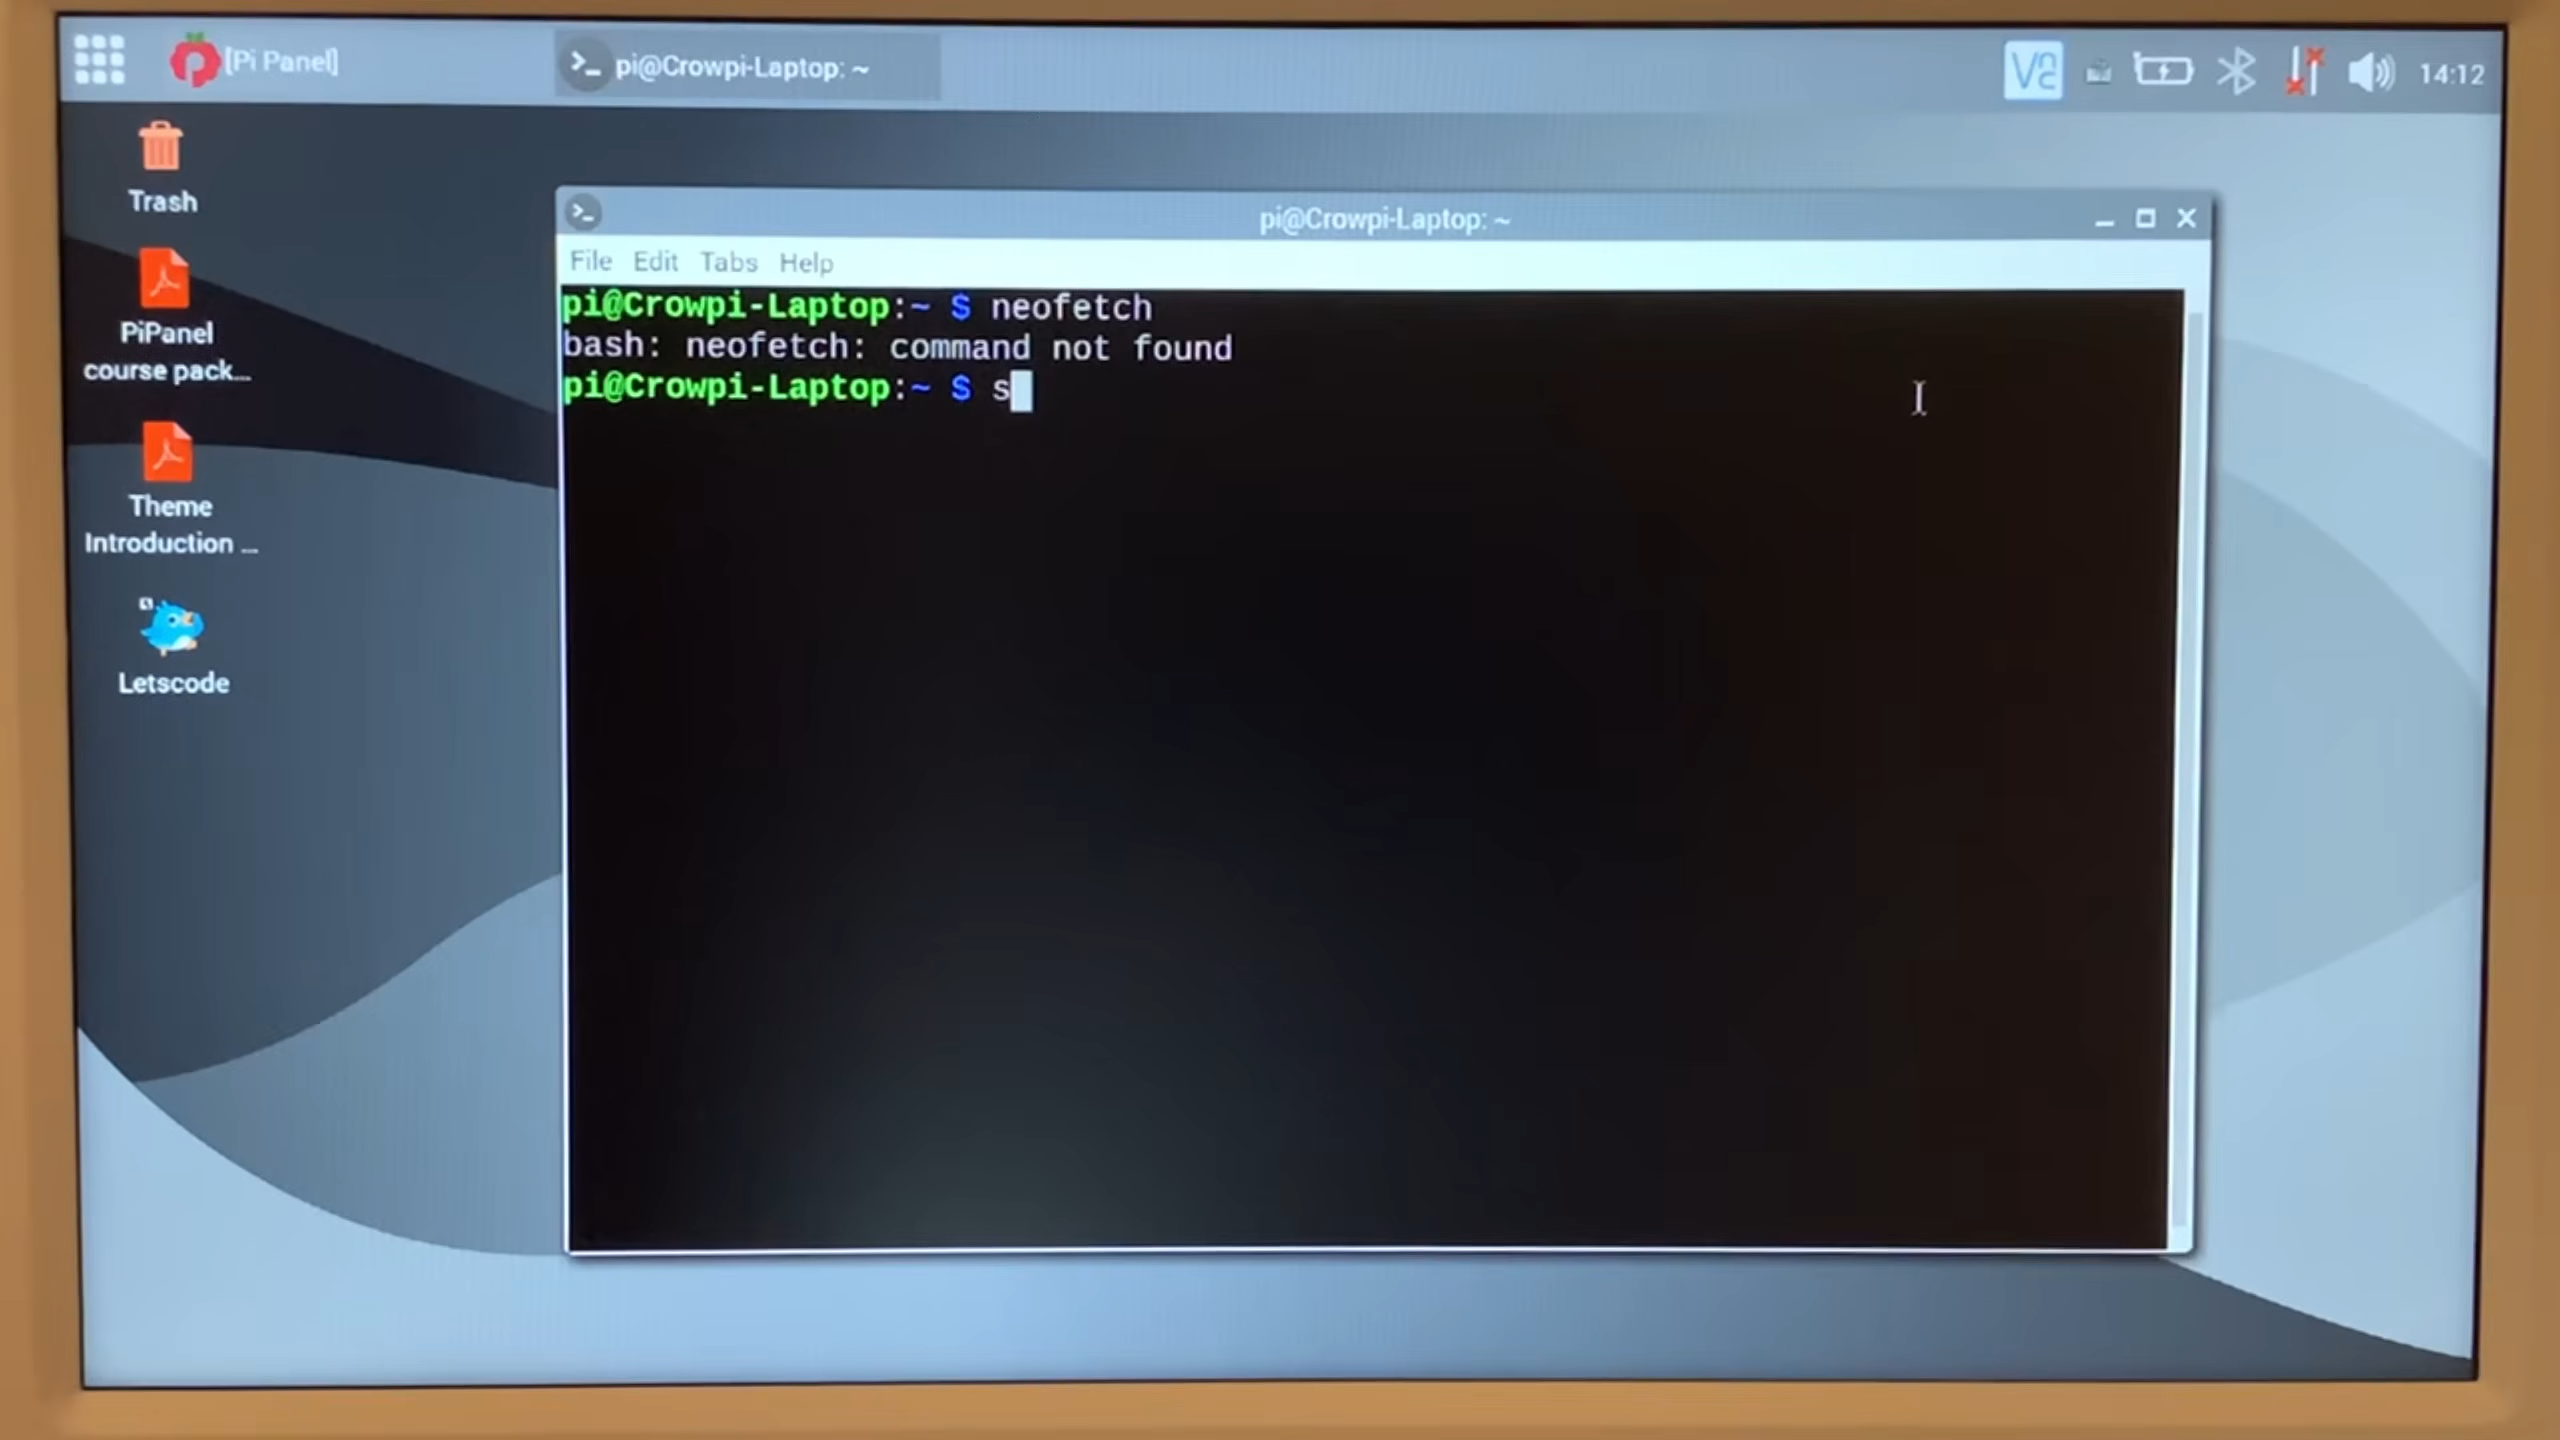 [Pi Panel]
pi@Crowpi-Laptop: ~
14:12
Trash
PiPanel
course pack...
Theme
Introduction ...
Letscode
pi@Crowpi-Laptop: ~
File Edit Tabs Help
pi@Crowpi-Laptop:~ $ neofetch
bash: neofetch: command not found
pi@Crowpi-Laptop:~ $ s